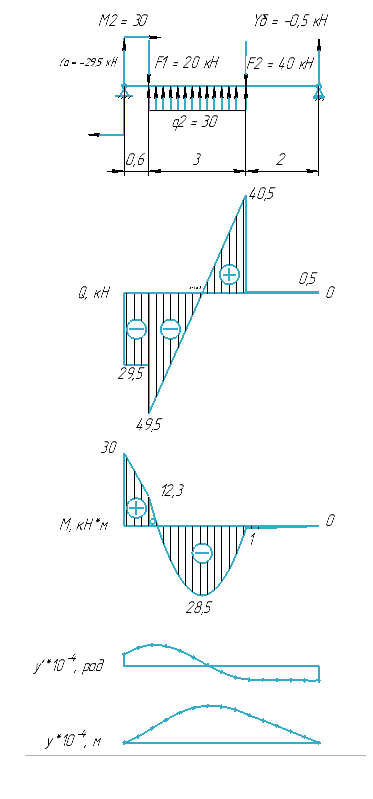 M2 = 30
Yб = -0,5 кН
Ya = -29,5 кН
F1 = 20 кН
F2 = 40 кН
q2 = 30
0,6
3
2
40,5
0,5
Q, кН
0
29,5
49,5
30
12,3
0
M, кН*м
1
28,5
y'*10⁻⁴, рад
y*10⁻⁴, м